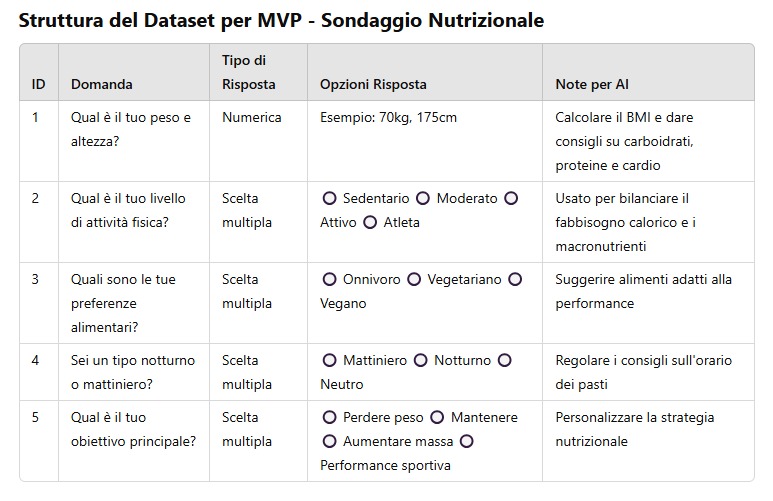 Struttura del Dataset per MVP - Sondaggio Nutrizionale
ID Domanda Tipo di Risposta Opzioni Risposta Note per AI
1 Qual è il tuo peso e altezza? Numerica Esempio: 70kg, 175cm Calcolare il BMI e dare consigli su carboidrati, proteine e cardio
2 Qual è il tuo livello di attività fisica? Scelta multipla Sedentario Moderato Attivo Atleta Usato per bilanciare il fabbisogno calorico e i macronutrienti
3 Quali sono le tue preferenze alimentari? Scelta multipla Onnivoro Vegetariano Vegano Suggerire alimenti adatti alla performance
4 Sei un tipo notturno o mattiniero? Scelta multipla Mattiniero Notturno Neutro Regolare i consigli sull'orario dei pasti
5 Qual è il tuo obiettivo principale? Scelta multipla Perdere peso Mantenere Aumentare massa Performance sportiva Personalizzare la strategia nutrizionale